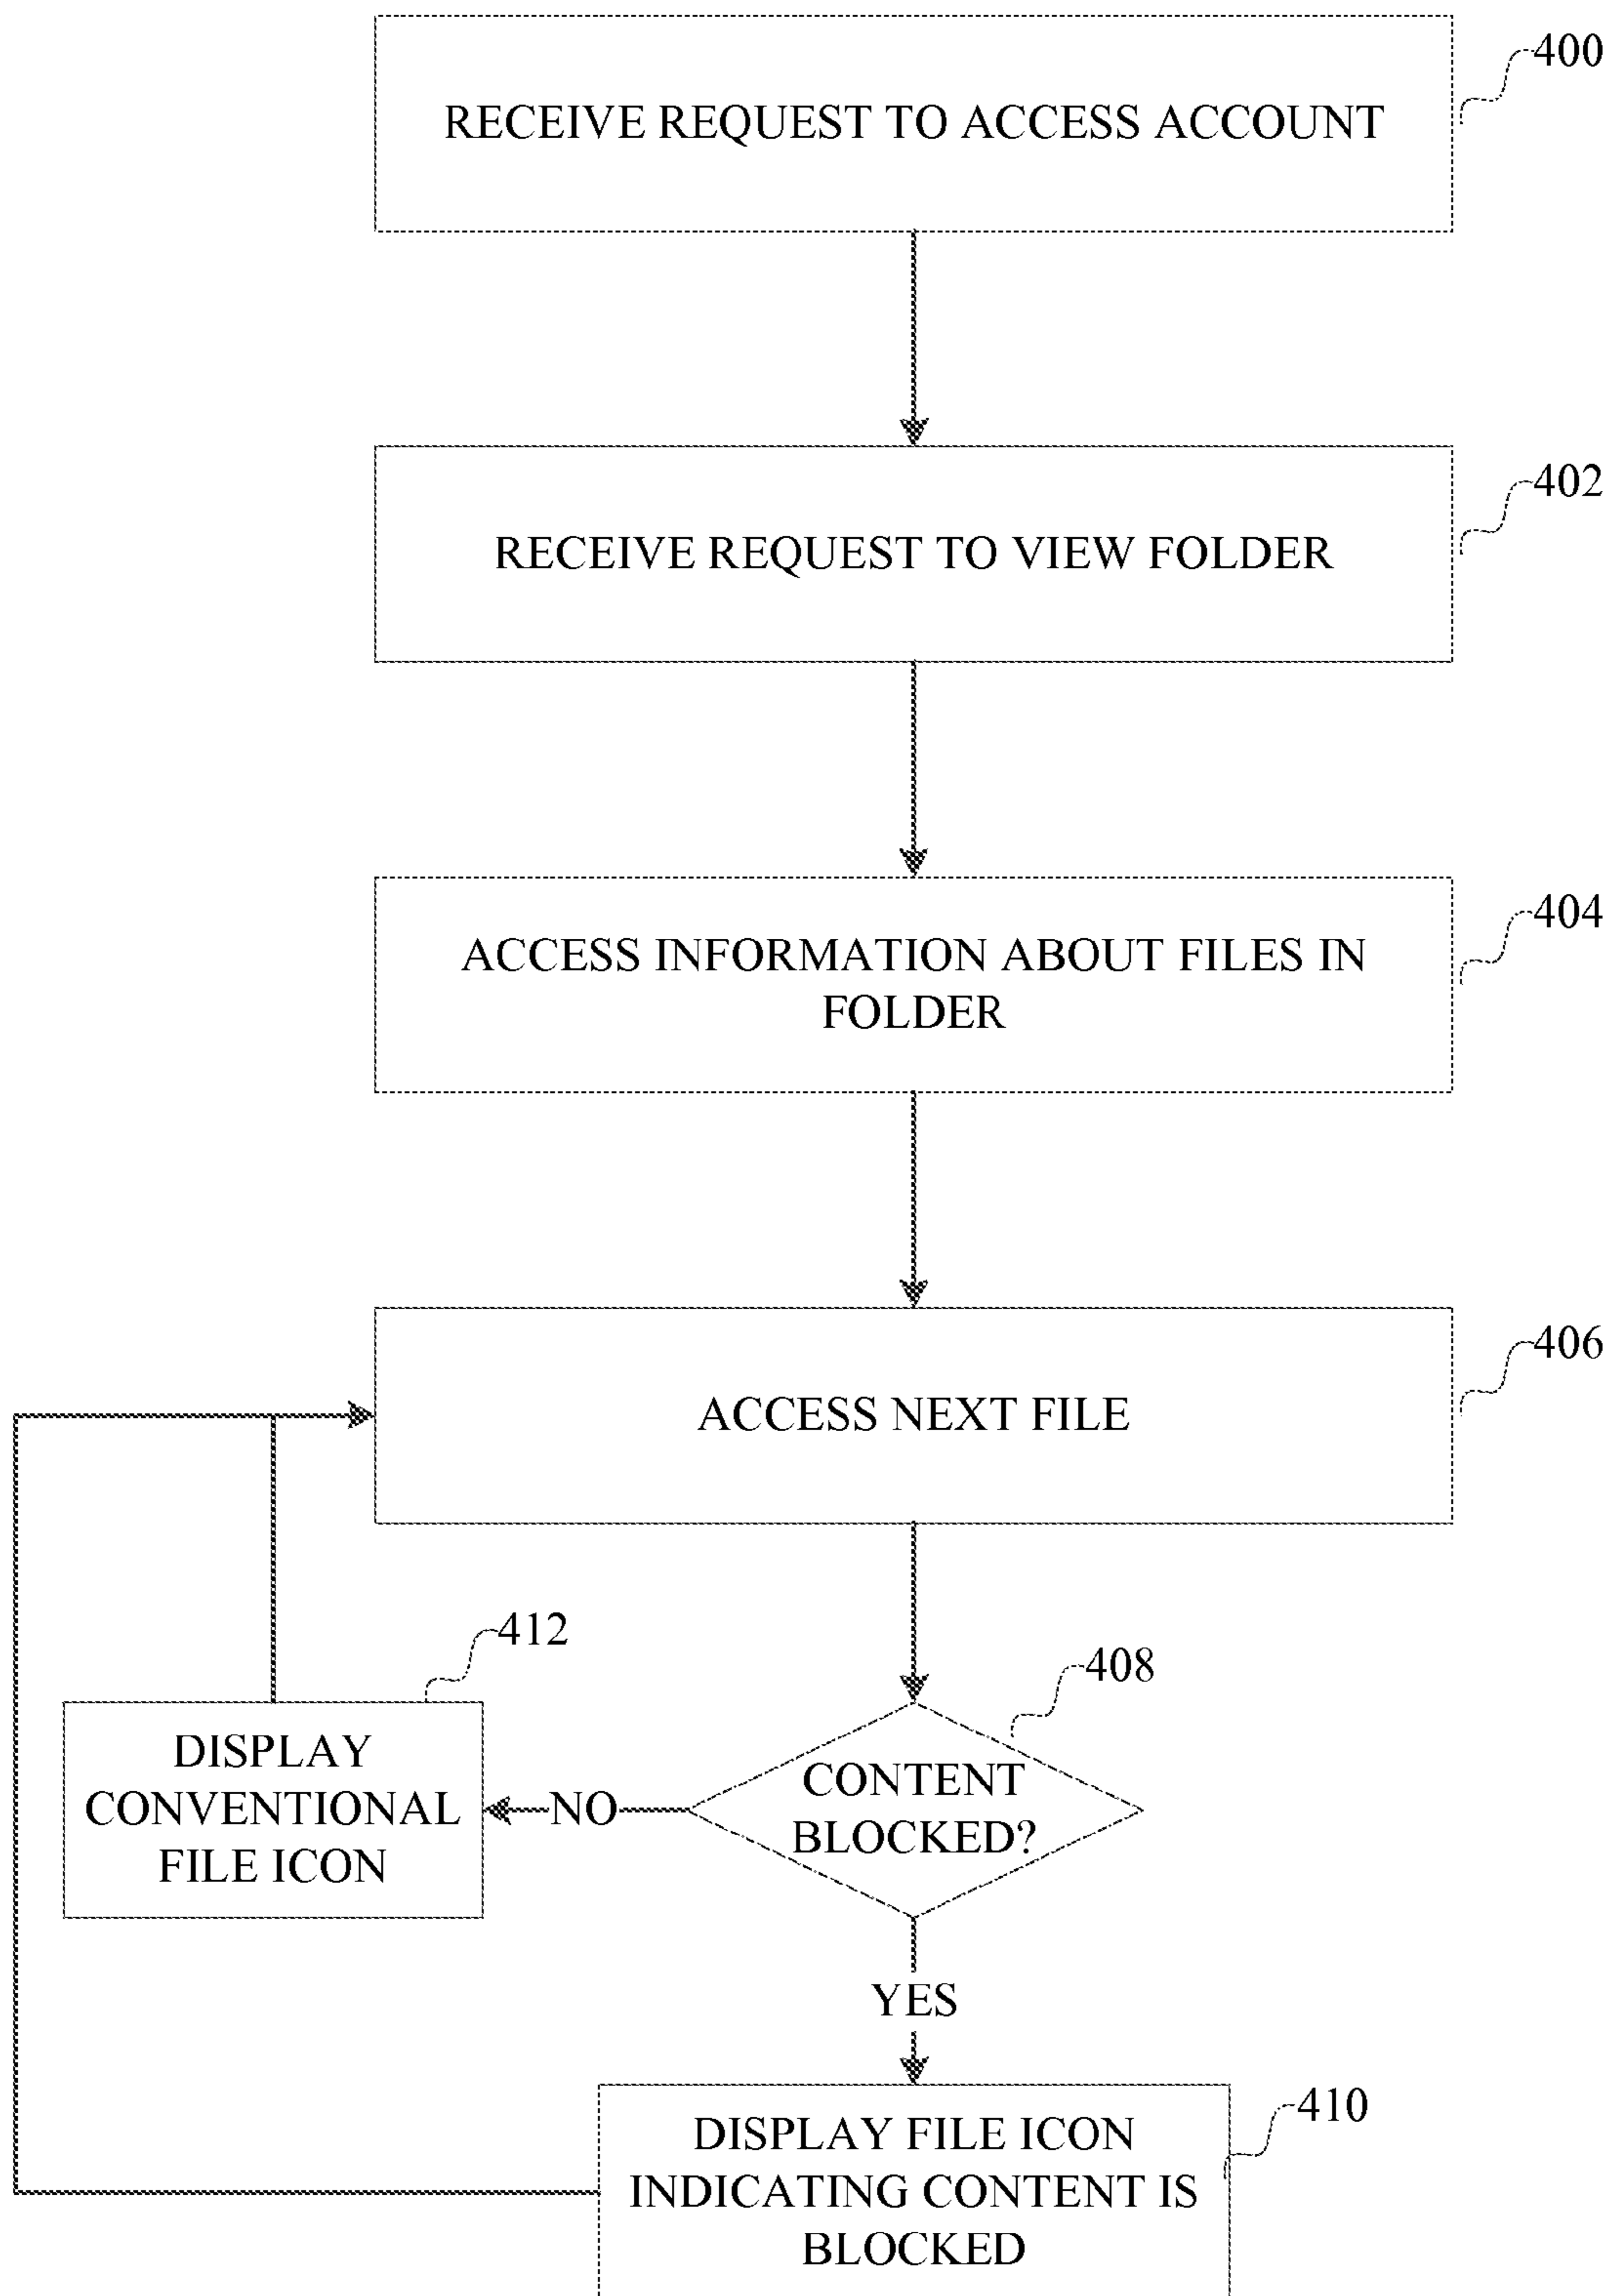 RECEIVE REQUEST TO ACCESS ACCOUNT
400
RECEIVE REQUEST TO VIEW FOLDER
402
ACCESS INFORMATION ABOUT FILES IN
FOLDER
404
ACCESS NEXT FILE
406
412
408
DISPLAY
CONVENTIONAL
FILE ICON
NO
CONTENT
BLOCKED?
YES
410
DISPLAY FILE ICON
INDICATING CONTENT IS
BLOCKED